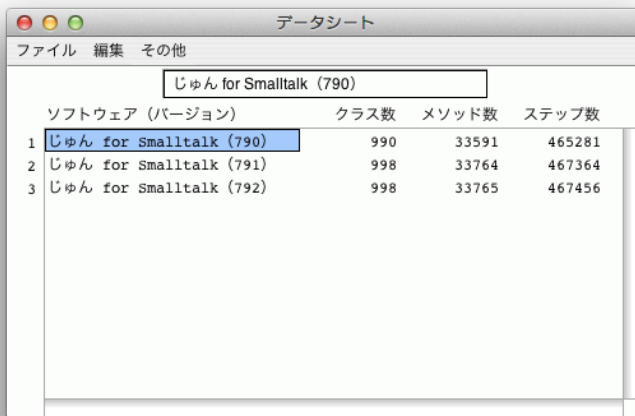 データシート
ファイル 編集 その他
じゅん for Smalltalk（790）
ソフトウェア（バージョン） クラス数 メソッド数 ステップ数
1 じゅん for Smalltalk（790） 990 33591 465281
2 じゅん for Smalltalk（791） 998 33764 467364
3 じゅん for Smalltalk（792） 998 33765 467456